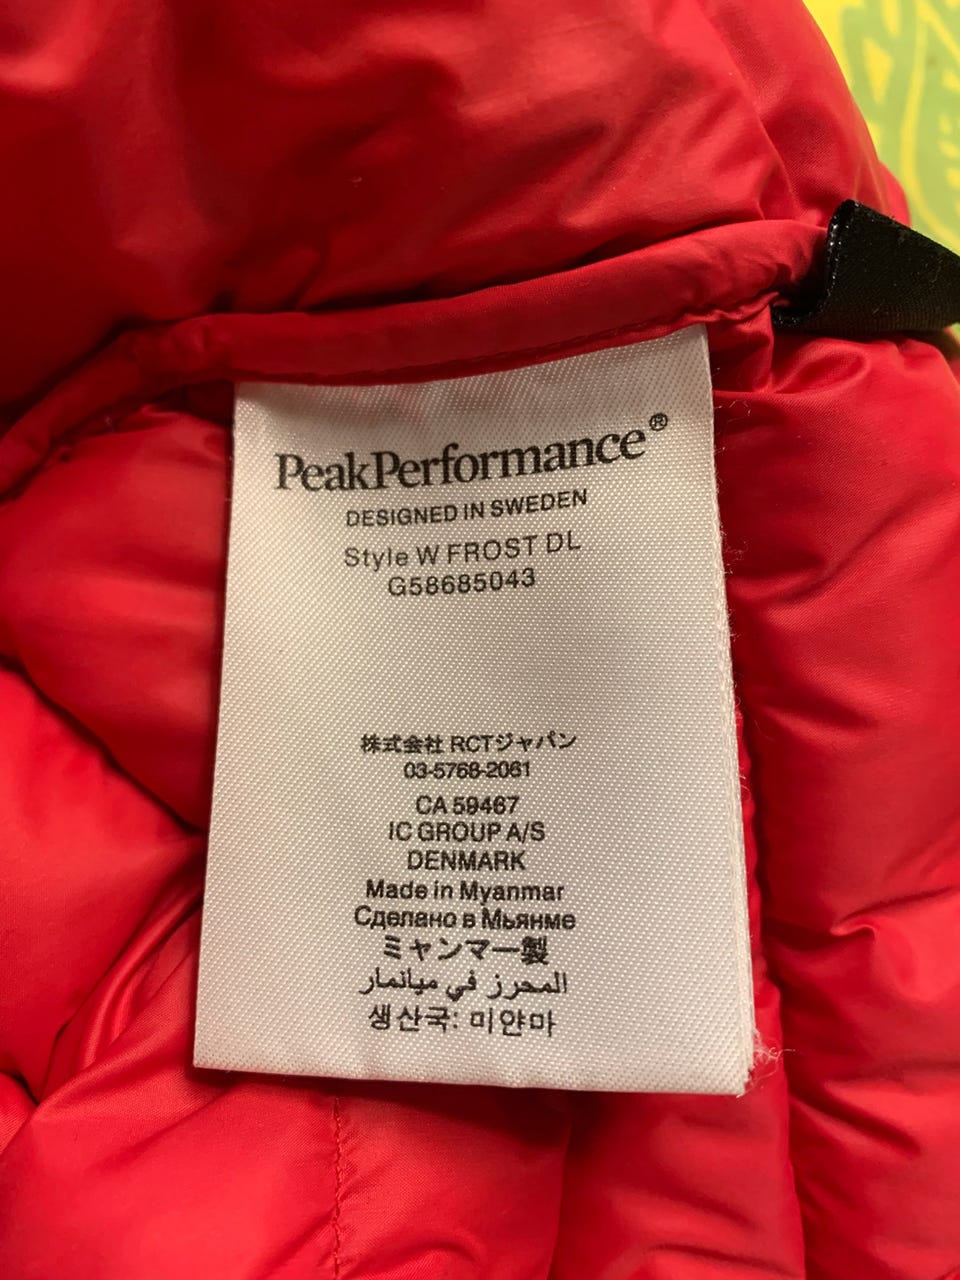 PeakPerformance®
DESIGNED IN SWEDEN
Style W FROST DL
G58685043
株式会社 RCTジャパン
03-5768-2061
CA 59467
IC GROUP A/S
DENMARK
Made in Myanmar
Сделано в Мьянме
ミャンマー製
المحرز في ميانمار
생산국: 미얀마